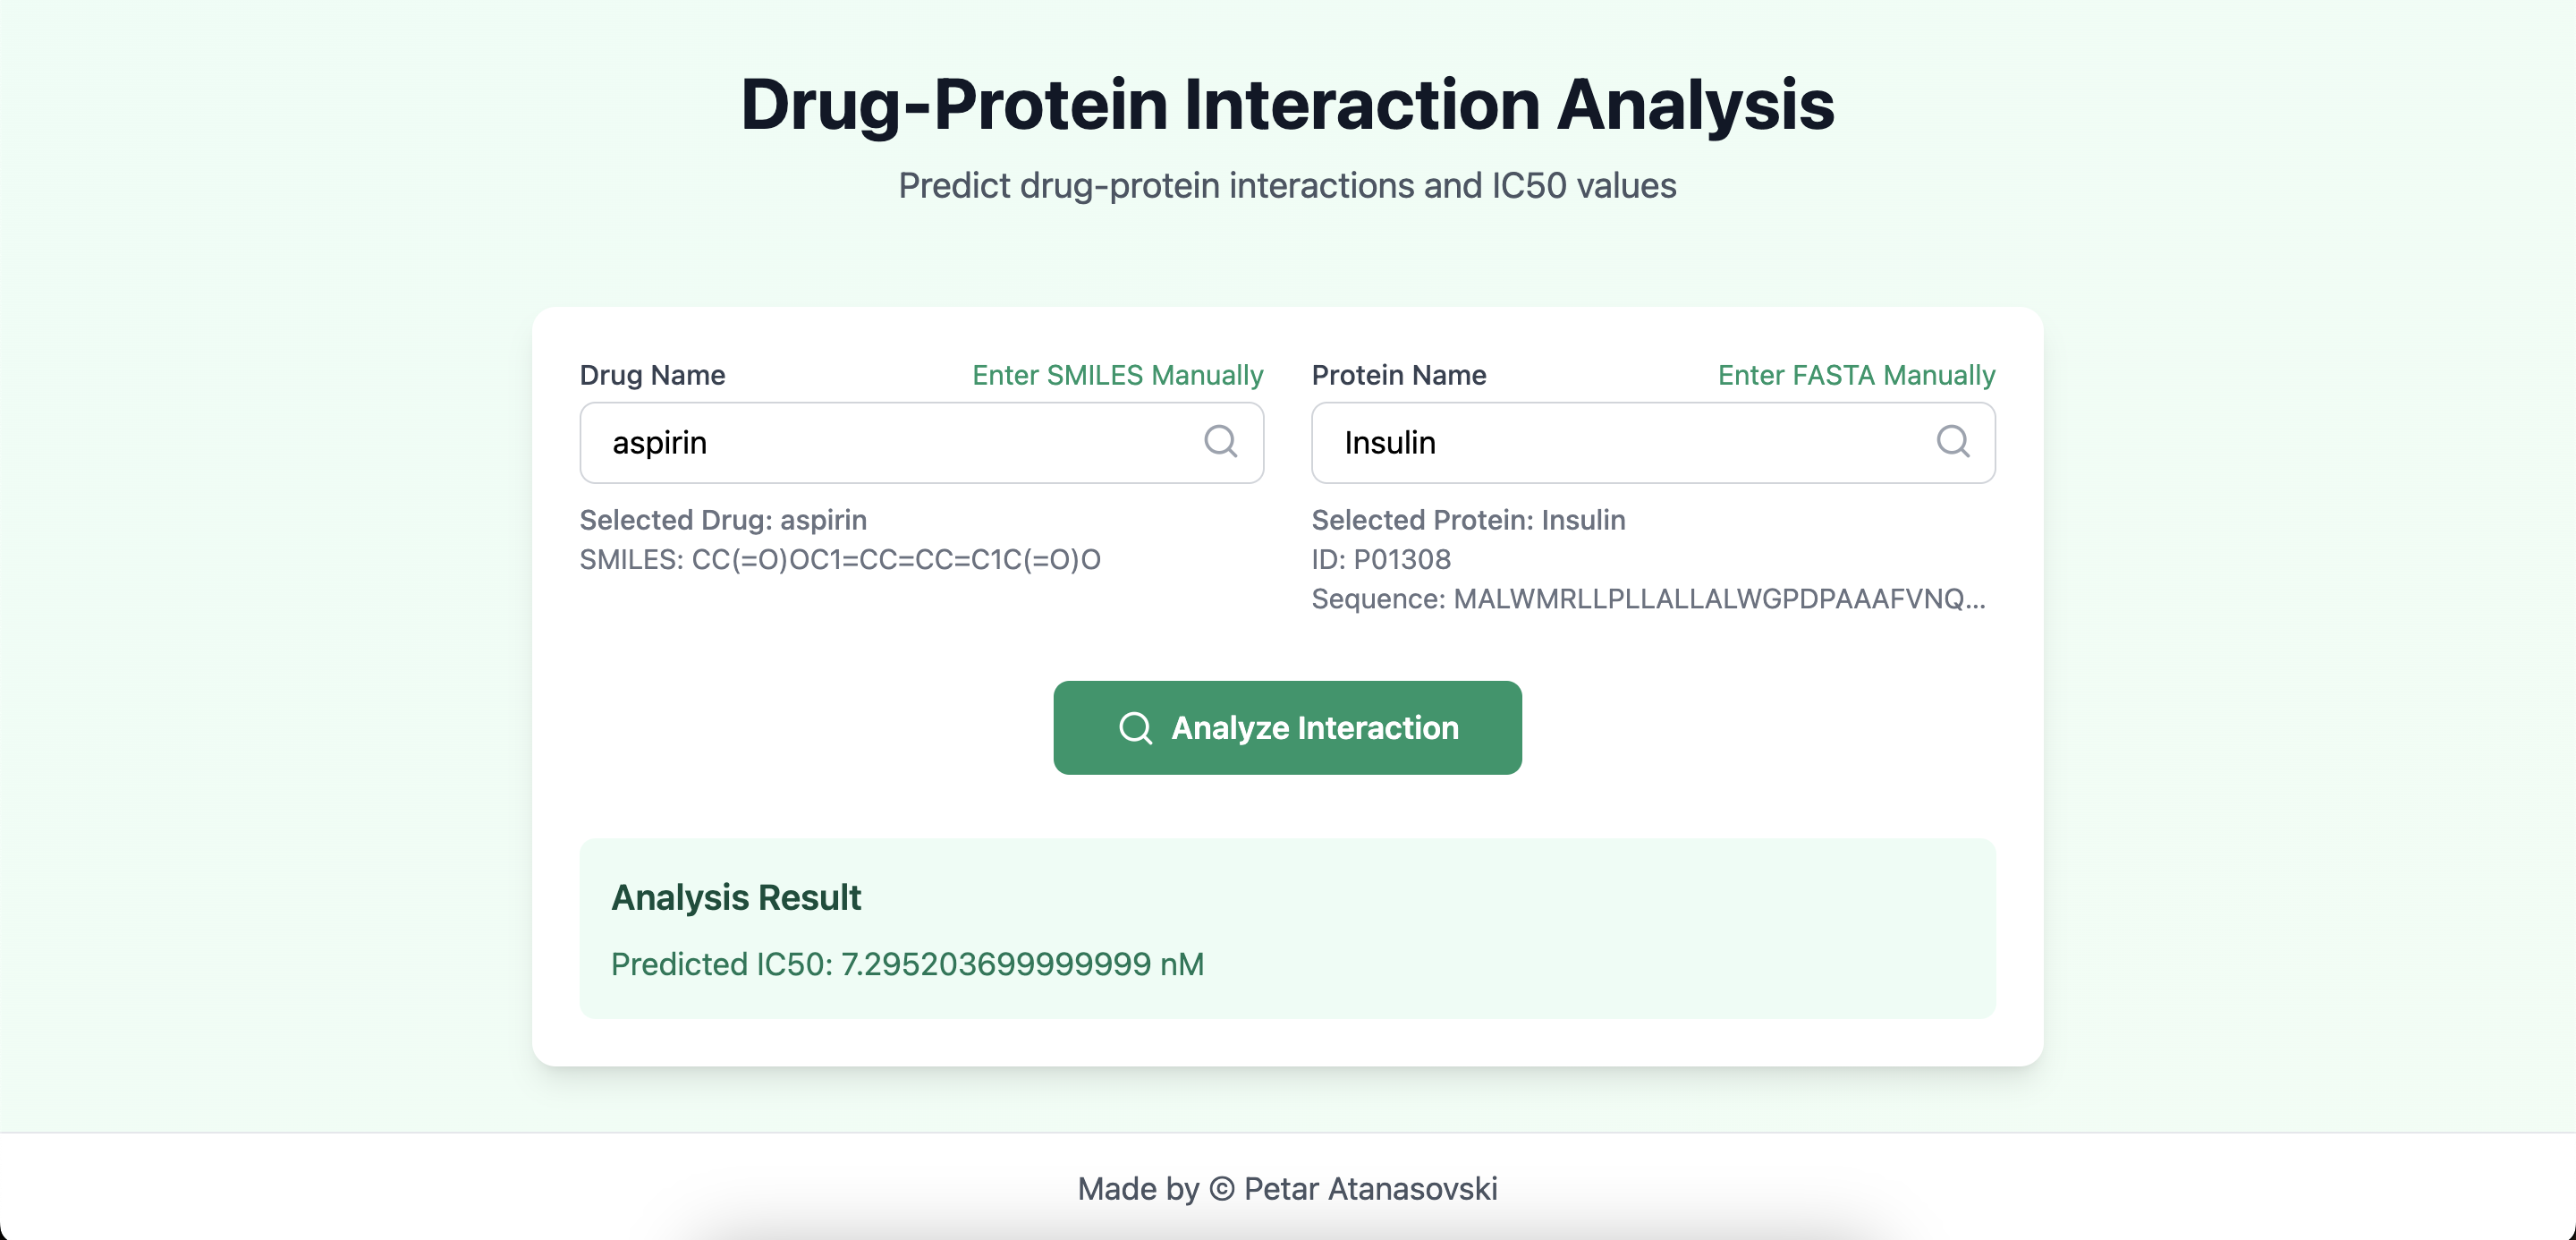 Drug-Protein Interaction Analysis
Predict drug-protein interactions and IC50 values
Drug Name
Enter SMILES Manually
aspirin
Selected Drug: aspirin
SMILES: CC(=O)OC1=CC=CC=C1C(=O)O
Protein Name
Enter FASTA Manually
Insulin
Selected Protein: Insulin
ID: P01308
Sequence: MALWMRLLPLLALLALWGPDPAAAFVNQ...
Analyze Interaction
Analysis Result
Predicted IC50: 7.295203699999999 nM
Made by © Petar Atanasovski